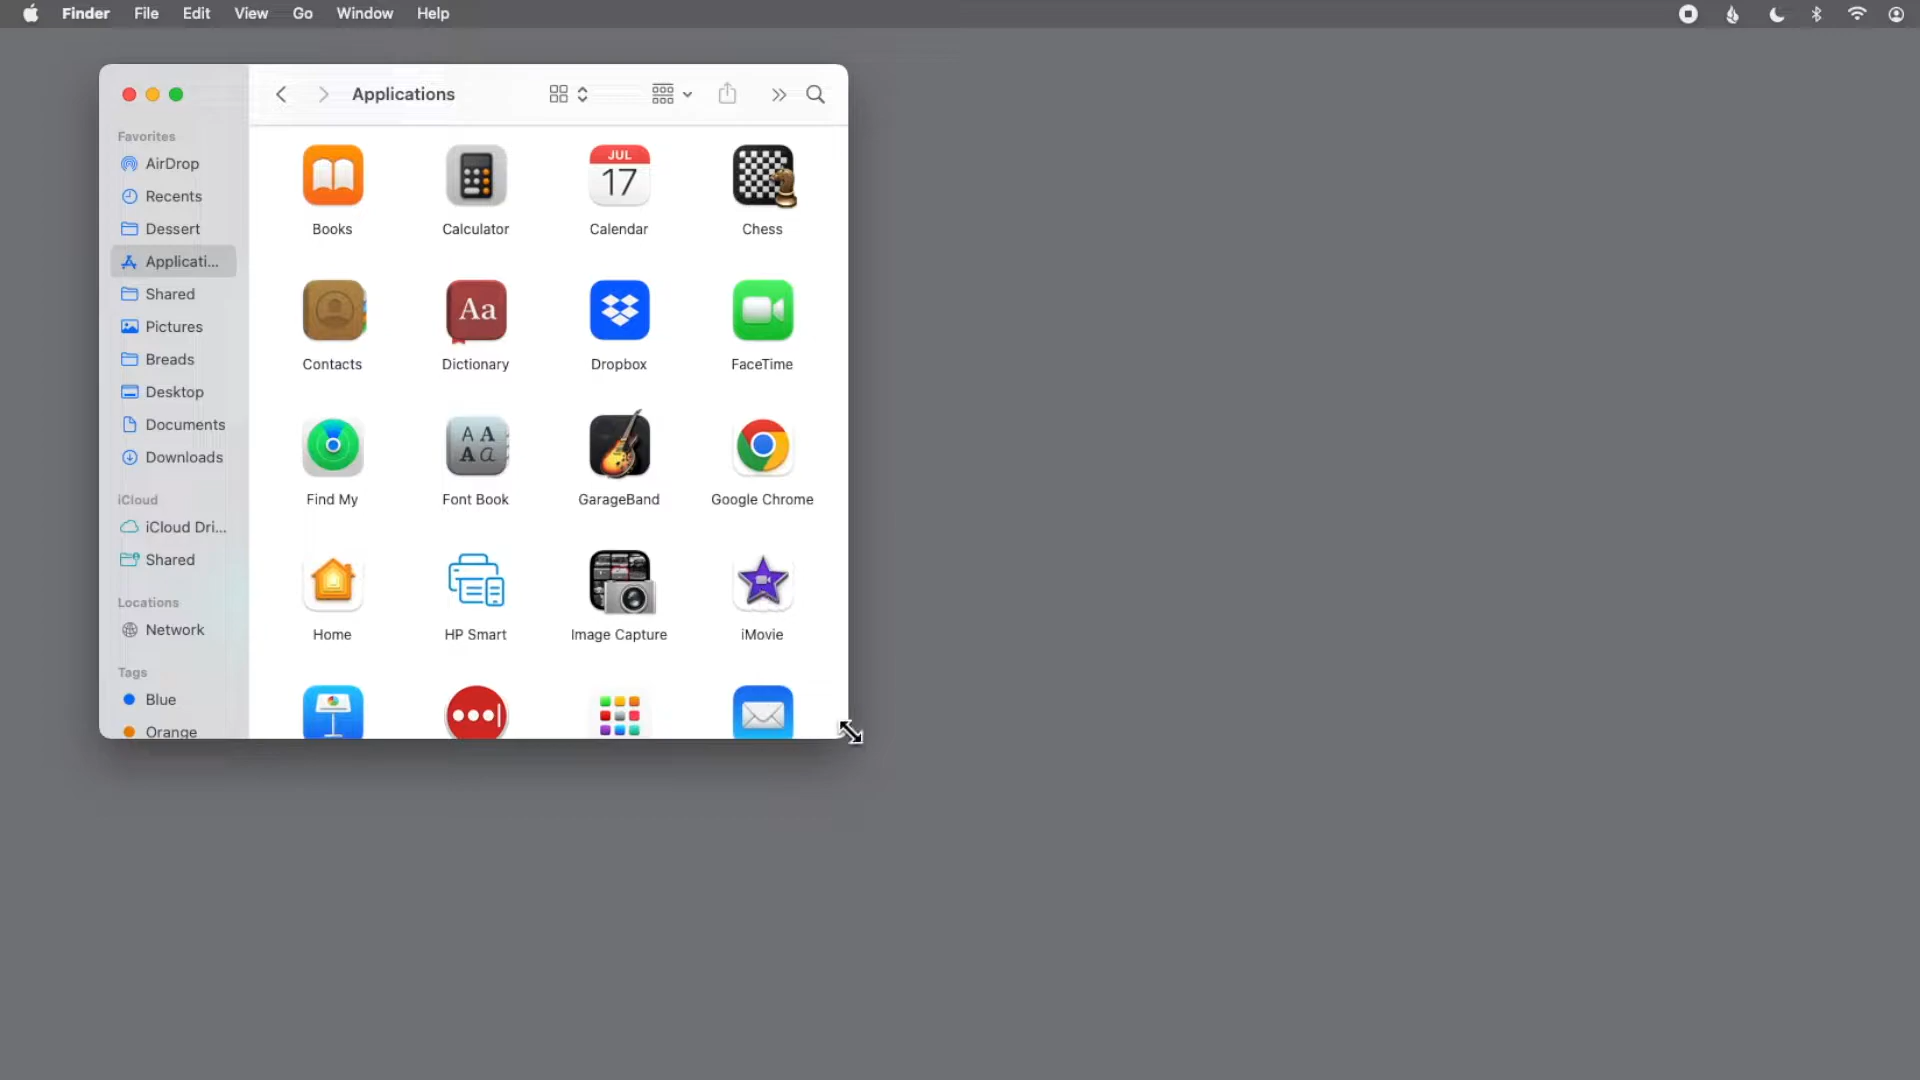 Finder File Edit View Go Window Help
Applications
Favorites
AirDrop
Recents
Dessert
Applicati...
Shared
Pictures
Breads
Desktop
Documents
Downloads
iCloud
iCloud Dri...
Shared
Locations
Network
Tags
Blue
Orange
JUL
17
Books Calculator Calendar Chess
Aa
Contacts Dictionary Dropbox FaceTime
A A
A a
Find My Font Book GarageBand Google Chrome
Home HP Smart Image Capture iMovie